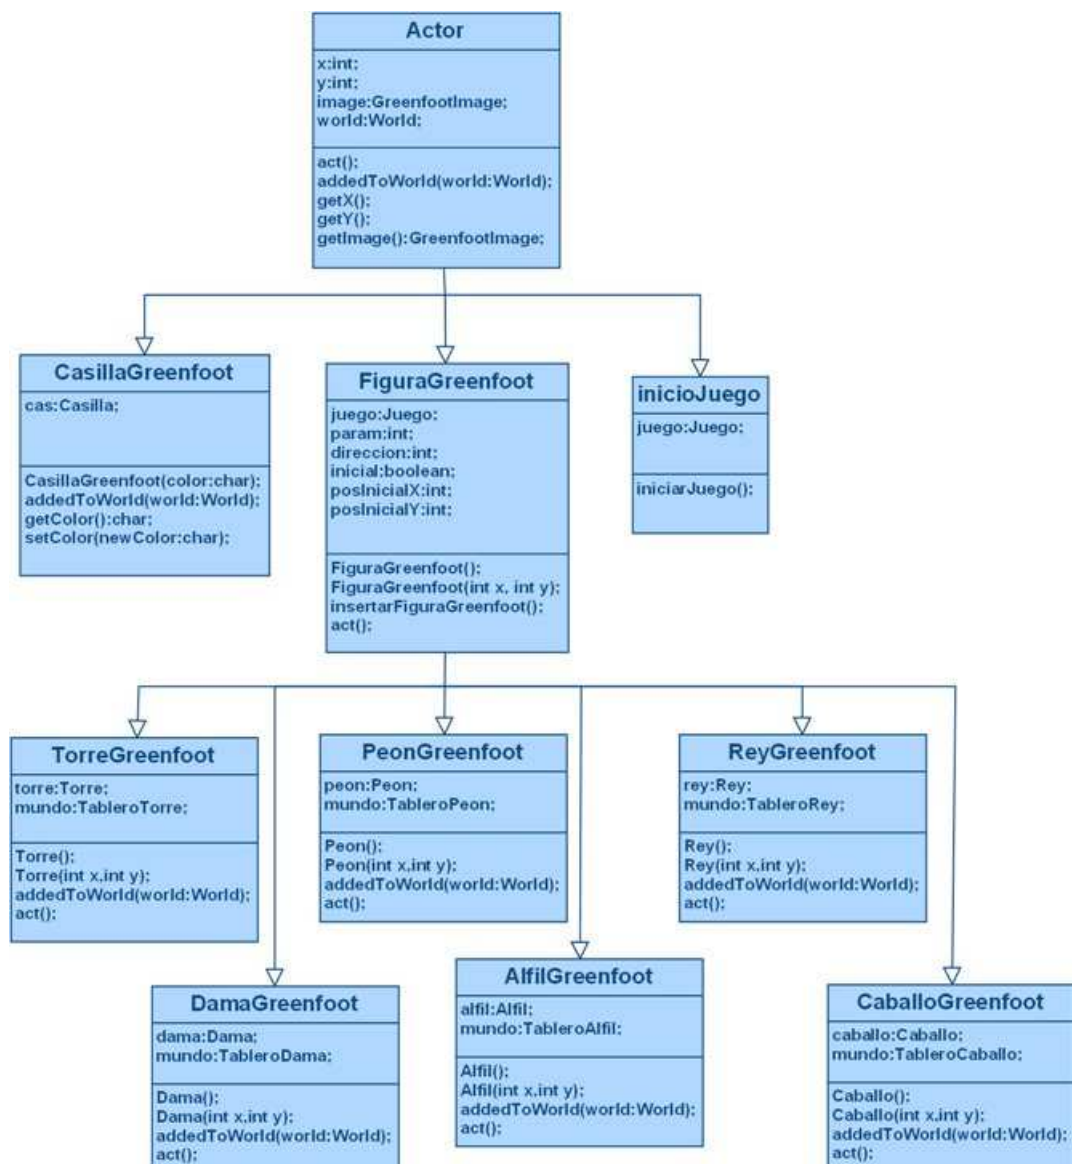 Actor
x:int;
y:int;
image:GreenfootImage;
world:World;
act();
addedToWorld(world:World);
getX();
getY();
getImage():GreenfootImage;
CasillaGreenfoot
cas:Casilla;
CasillaGreenfoot(color:char);
addedToWorld(world:World);
getColor():char;
setColor(newColor:char);
FiguraGreenfoot
juego:Juego;
param:int;
direccion:int;
inicial:boolean;
posInicialX:int;
posInicialY:int;
FiguraGreenfoot();
FiguraGreenfoot(int x, int y);
insertarFiguraGreenfoot();
act();
inicioJuego
juego:Juego;
iniciarJuego();
TorreGreenfoot
torre:Torre;
mundo:TableroTorre;
Torre();
Torre(int x,int y);
addedToWorld(world:World);
act();
PeonGreenfoot
peon:Peon;
mundo:TableroPeon;
Peon();
Peon(int x,int y);
addedToWorld(world:World);
act();
ReyGreenfoot
rey:Rey;
mundo:TableroRey;
Rey();
Rey(int x,int y);
addedToWorld(world:World);
act();
DamaGreenfoot
dama:Dama;
mundo:TableroDama;
Dama();
Dama(int x,int y);
addedToWorld(world:World);
act();
AlfilGreenfoot
alfil:Alfil;
mundo:TableroAlfil;
Alfil();
Alfil(int x,int y);
addedToWorld(world:World);
act();
CaballoGreenfoot
caballo:Caballo;
mundo:TableroCaballo;
Caballo();
Caballo(int x,int y);
addedToWorld(world:World);
act();